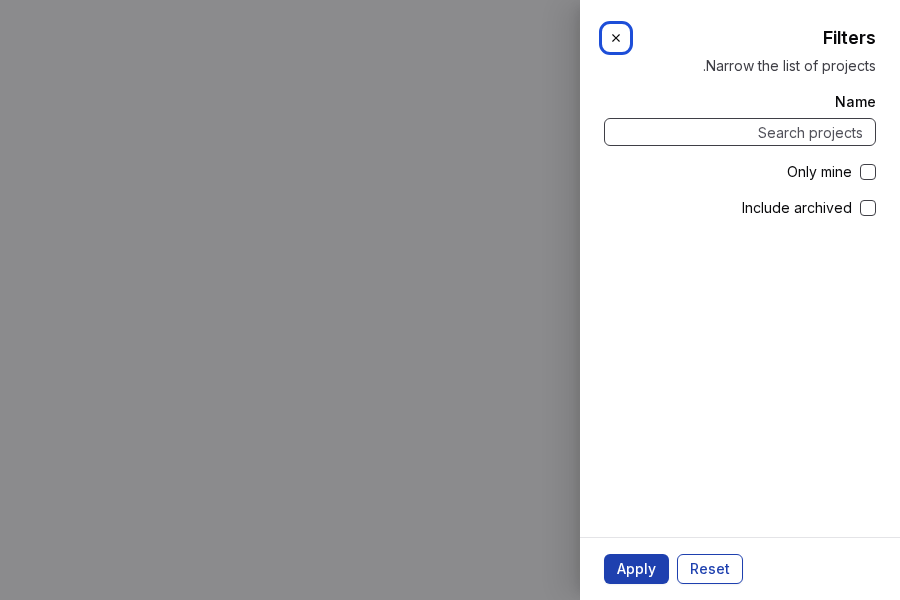 Filters
.Narrow the list of projects
Name
Search projects
Only mine
Include archived
Apply
Reset